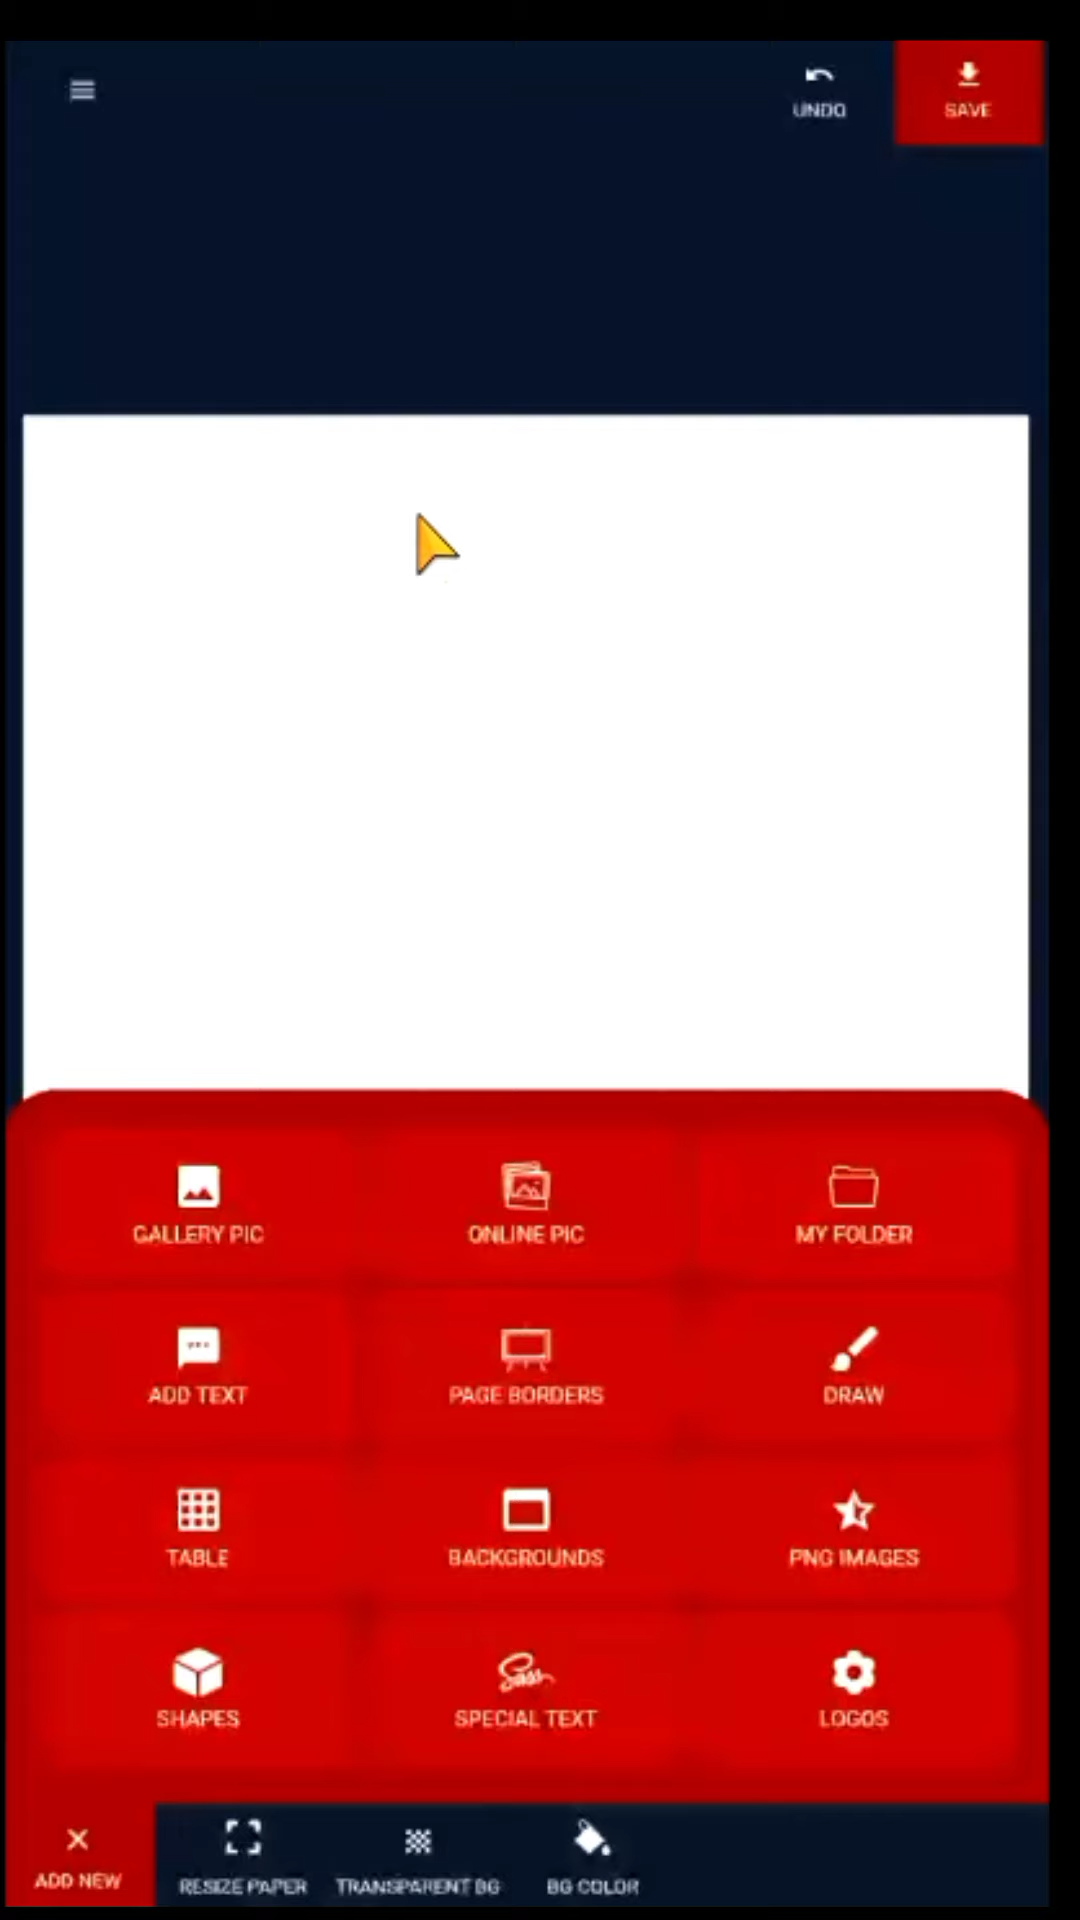 UNDO
SAVE
GALLERY PIC
ONLINE PIC
MY FOLDER
ADD TEXT
PAGE BORDERS
DRAW
TABLE
BACKGROUNDS
PNG IMAGES
SHAPES
SPECIAL TEXT
LOGOS
ADD NEW
RESIZE PAPER
TRANSPARENT BG
BG COLOR